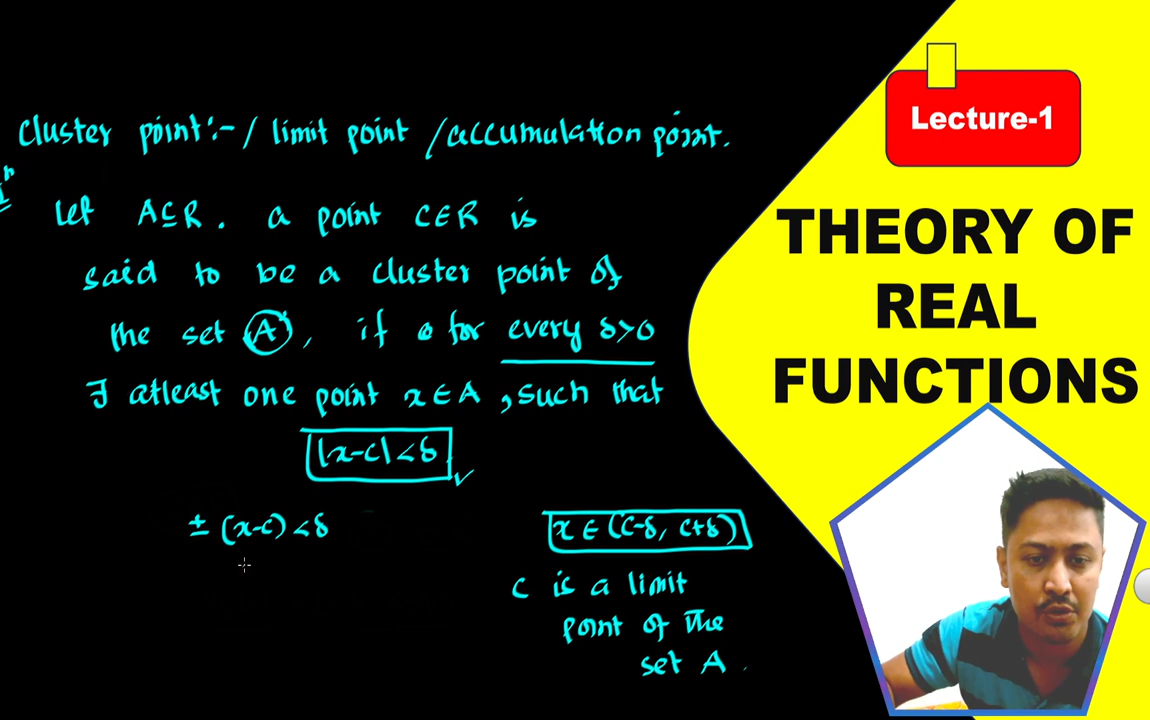 Cluster point :- / limit point / accumulation point.
Let A⊆R. a point C∈R is
said to be a cluster point of
the set A, if for every δ>0
∃ atleast one point x∈A, such that
|x-c|<δ
± (x-c) <δ
x ∈ (c-δ, c+δ)
c is a limit
point of the
set A.
Lecture-1
THEORY OF
REAL
FUNCTIONS